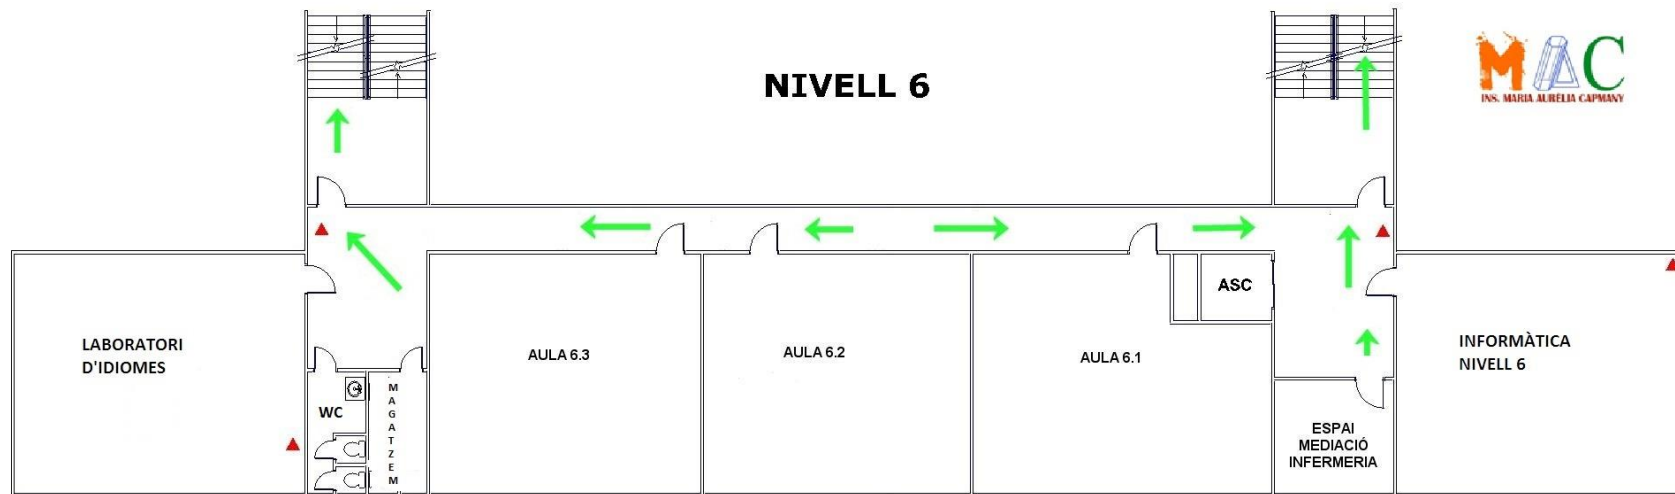 NIVELL 6
MAC
INS. MARIA AURÈLIA CAPMANY
LABORATORI
D'IDIOMES
WC
MAGATZEM
AULA 6.3
AULA 6.2
AULA 6.1
ASC
ESPAI
MEDIACIÓ
INFERMERIA
INFORMÀTICA
NIVELL 6